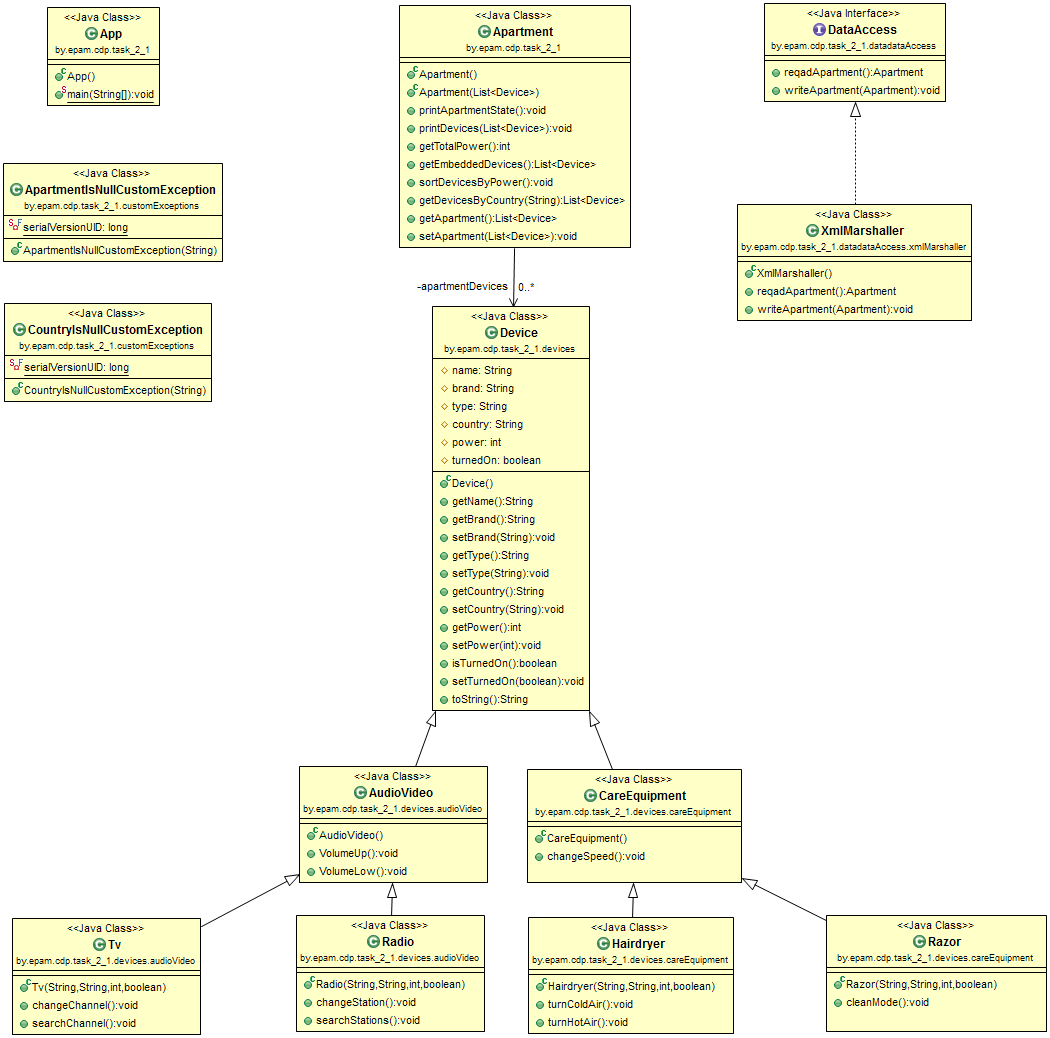 <<Java Class>>
App
by.epam.cdp.task_2_1
App()
main(String[]):void
<<Java Class>>
Apartment
by.epam.cdp.task_2_1
Apartment()
Apartment(List<Device>)
printApartmentState():void
printDevices(List<Device>):void
getTotalPower():int
getEmbeddedDevices():List<Device>
sortDevicesByPower():void
getDevicesByCountry(String):List<Device>
getApartment():List<Device>
setApartment(List<Device>):void
<<Java Interface>>
DataAccess
by.epam.cdp.task_2_1.datadataAccess
reqadApartment():Apartment
writeApartment(Apartment):void
<<Java Class>>
ApartmentIsNullCustomException
by.epam.cdp.task_2_1.customExceptions
serialVersionUID: long
ApartmentIsNullCustomException(String)
<<Java Class>>
XmlMarshaller
by.epam.cdp.task_2_1.datadataAccess.xmlMarshaller
XmlMarshaller()
reqadApartment():Apartment
writeApartment(Apartment):void
-apartmentDevices 0..*
<<Java Class>>
CountryIsNullCustomException
by.epam.cdp.task_2_1.customExceptions
serialVersionUID: long
CountryIsNullCustomException(String)
<<Java Class>>
Device
by.epam.cdp.task_2_1.devices
name: String
brand: String
type: String
country: String
power: int
turnedOn: boolean
Device()
getName():String
getBrand():String
setBrand(String):void
getType():String
setType(String):void
getCountry():String
setCountry(String):void
getPower():int
setPower(int):void
isTurnedOn():boolean
setTurnedOn(boolean):void
toString():String
<<Java Class>>
AudioVideo
by.epam.cdp.task_2_1.devices.audioVideo
AudioVideo()
VolumeUp():void
VolumeLow():void
<<Java Class>>
CareEquipment
by.epam.cdp.task_2_1.devices.careEquipment
CareEquipment()
changeSpeed():void
<<Java Class>>
Tv
by.epam.cdp.task_2_1.devices.audioVideo
Tv(String,String,int,boolean)
changeChannel():void
searchChannel():void
<<Java Class>>
Radio
by.epam.cdp.task_2_1.devices.audioVideo
Radio(String,String,int,boolean)
changeStation():void
searchStations():void
<<Java Class>>
Hairdryer
by.epam.cdp.task_2_1.devices.careEquipment
Hairdryer(String,String,int,boolean)
turnColdAir():void
turnHotAir():void
<<Java Class>>
Razor
by.epam.cdp.task_2_1.devices.careEquipment
Razor(String,String,int,boolean)
cleanMode():void